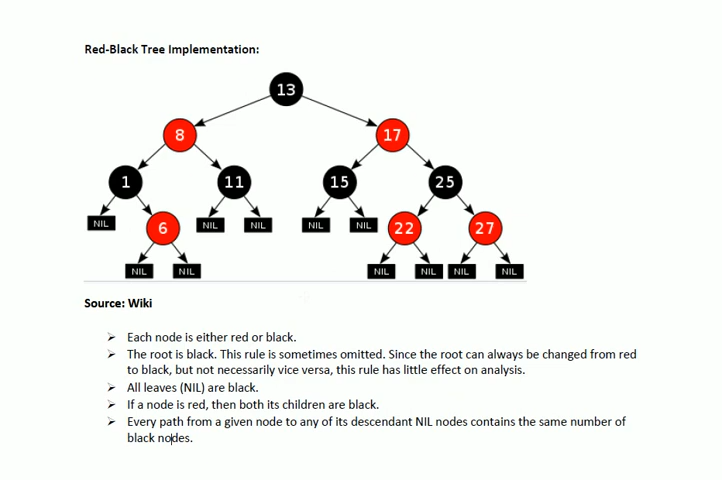 Red-Black Tree Implementation:
13
8 17
1 11 15 25
NIL 6 NIL NIL NIL NIL 22 27
NIL NIL NIL NIL NIL NIL
Source: Wiki
➢ Each node is either red or black.
➢ The root is black. This rule is sometimes omitted. Since the root can always be changed from red
to black, but not necessarily vice versa, this rule has little effect on analysis.
➢ All leaves (NIL) are black.
➢ If a node is red, then both its children are black.
➢ Every path from a given node to any of its descendant NIL nodes contains the same number of
black nodes.